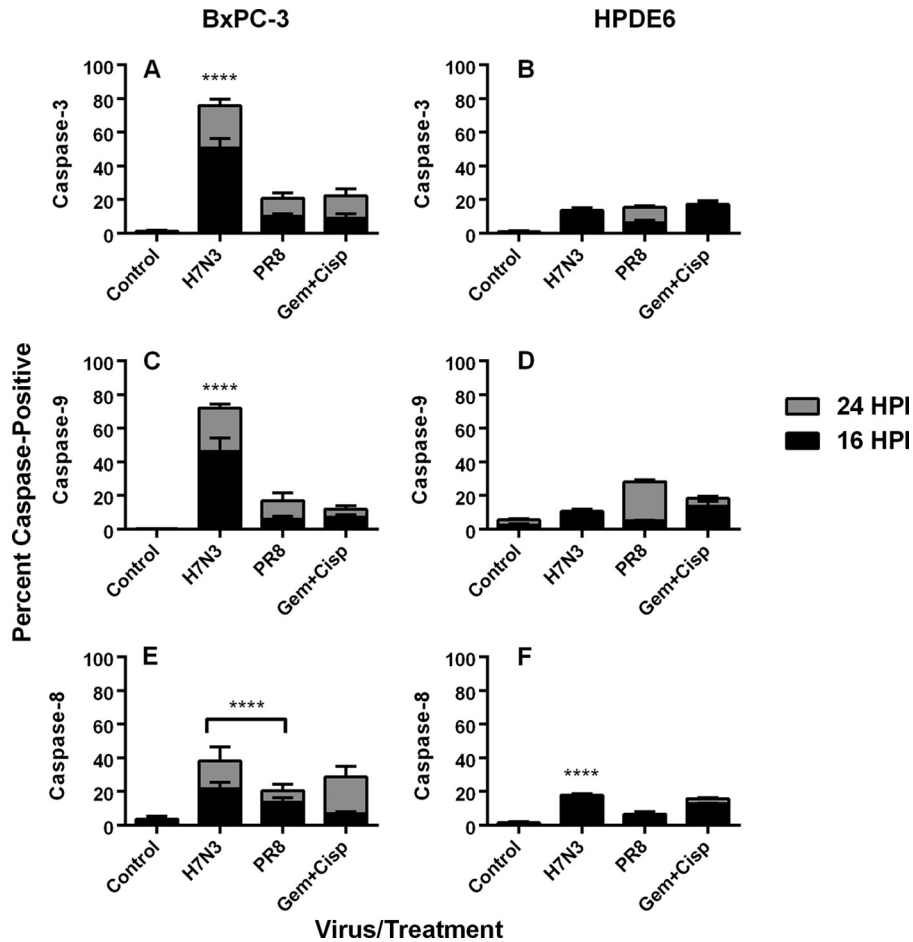 BxPC-3 HPDE6
A
****
Caspase-3
100
80
60
40
20
0
Control H7N3 PR8 Gem+Cisp
B
Caspase-3
100
80
60
40
20
0
Control H7N3 PR8 Gem+Cisp
Percent Caspase-Positive
C
****
Caspase-9
100
80
60
40
20
0
Control H7N3 PR8 Gem+Cisp
D
Caspase-9
100
80
60
40
20
0
Control H7N3 PR8 Gem+Cisp
24 HPI
16 HPI
E
****
Caspase-8
100
80
60
40
20
0
Control H7N3 PR8 Gem+Cisp
F
****
Caspase-8
100
80
60
40
20
0
Control H7N3 PR8 Gem+Cisp
Virus/Treatment